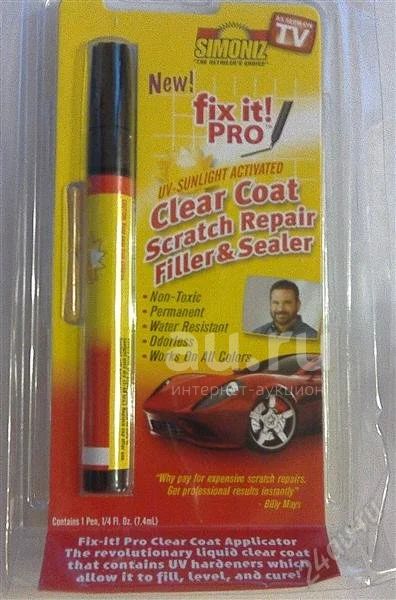 SIMONIZ
"THE RETAILER'S CHOICE"
AS SEEN ON
TV
New!
fix it!
PRO
UV-SUNLIGHT ACTIVATED
Clear Coat
Scratch Repair
Filler & Sealer
• Non-Toxic
• Permanent
• Water Resistant
• Odorless
• Works On All Colors
au.ru
интернет-аукцион
"Why pay for expensive scratch repairs.
Get professional results instantly"
- Billy Mays
Contains 1 Pen, 1/4 Fl. Oz. (7.4mL)
Fix-it! Pro Clear Coat Applicator
The revolutionary liquid clear coat
that contains UV hardeners which
allow it to fill, level, and cure!